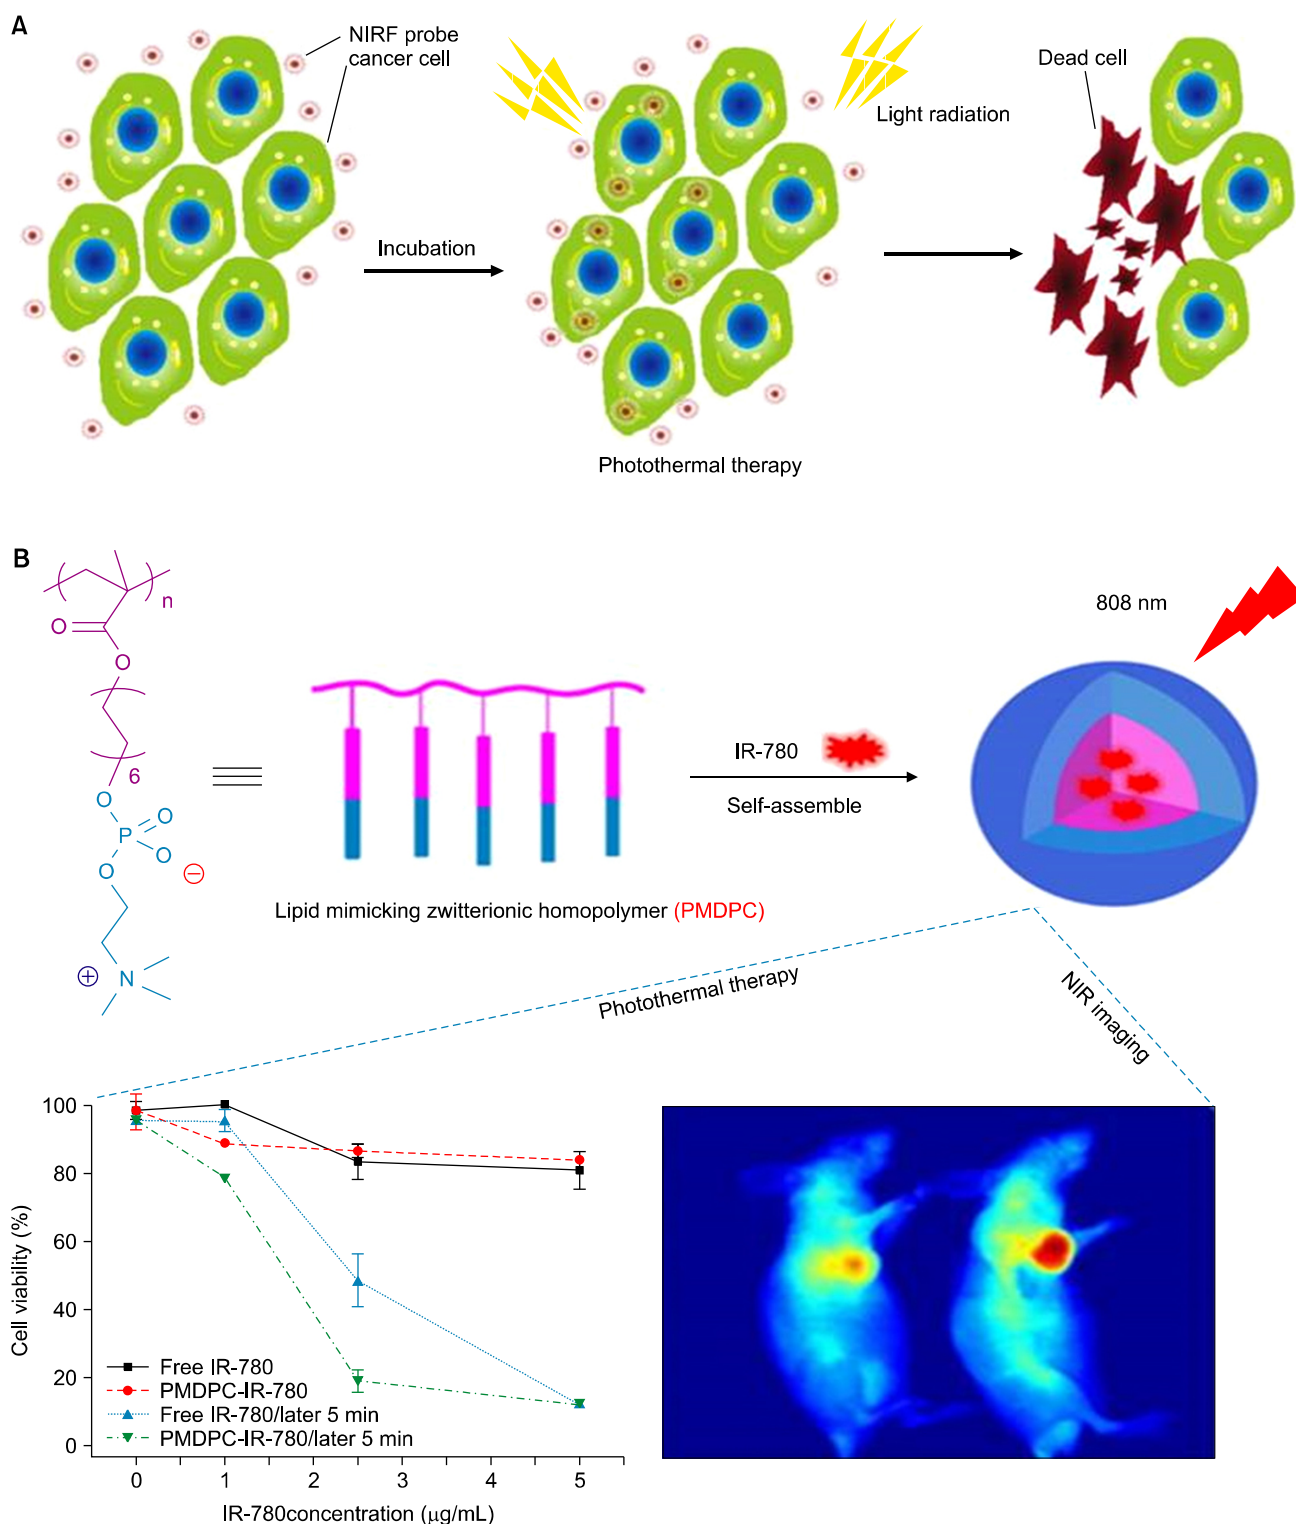 A
NIRF probe
cancer cell
Incubation
Light radiation
Dead cell
Photothermal therapy
B
n
O
O
6
O
P
O
O
O
⊖
⊕
N
Lipid mimicking zwitterionic homopolymer (PMDPC)
IR-780
Self-assemble
808 nm
Photothermal therapy
NIR imaging
Cell viability (%)
100
80
60
40
20
0
Free IR-780
PMDPC-IR-780
Free IR-780/later 5 min
PMDPC-IR-780/later 5 min
0 1 2 3 4 5
IR-780concentration (µg/mL)